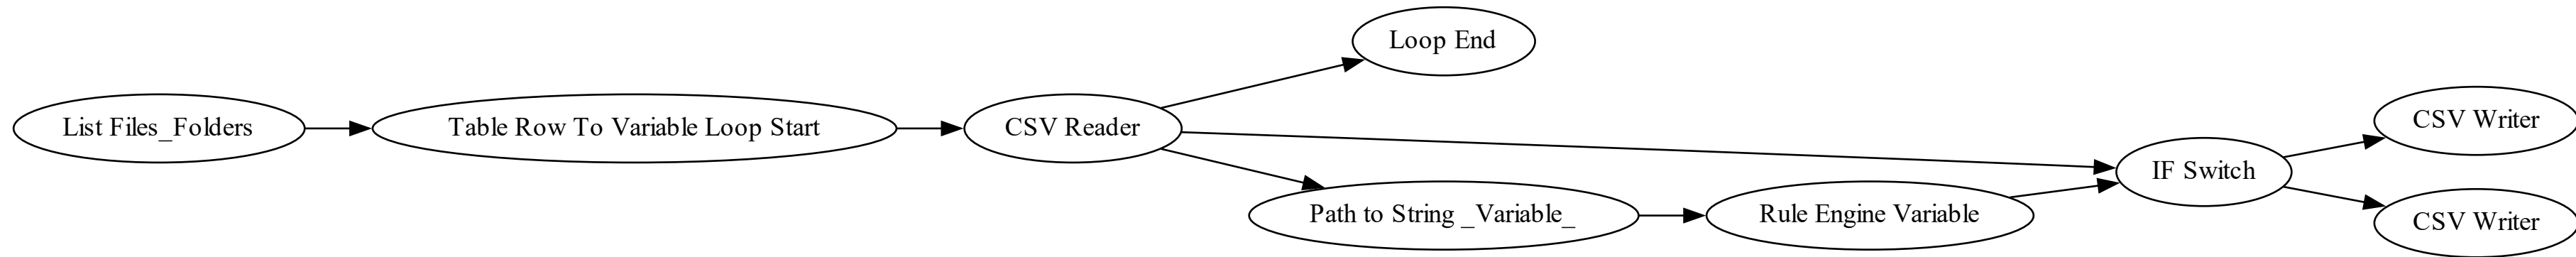 List Files_Folders
Table Row To Variable Loop Start
CSV Reader
Loop End
Path to String _Variable_
Rule Engine Variable
IF Switch
CSV Writer
CSV Writer